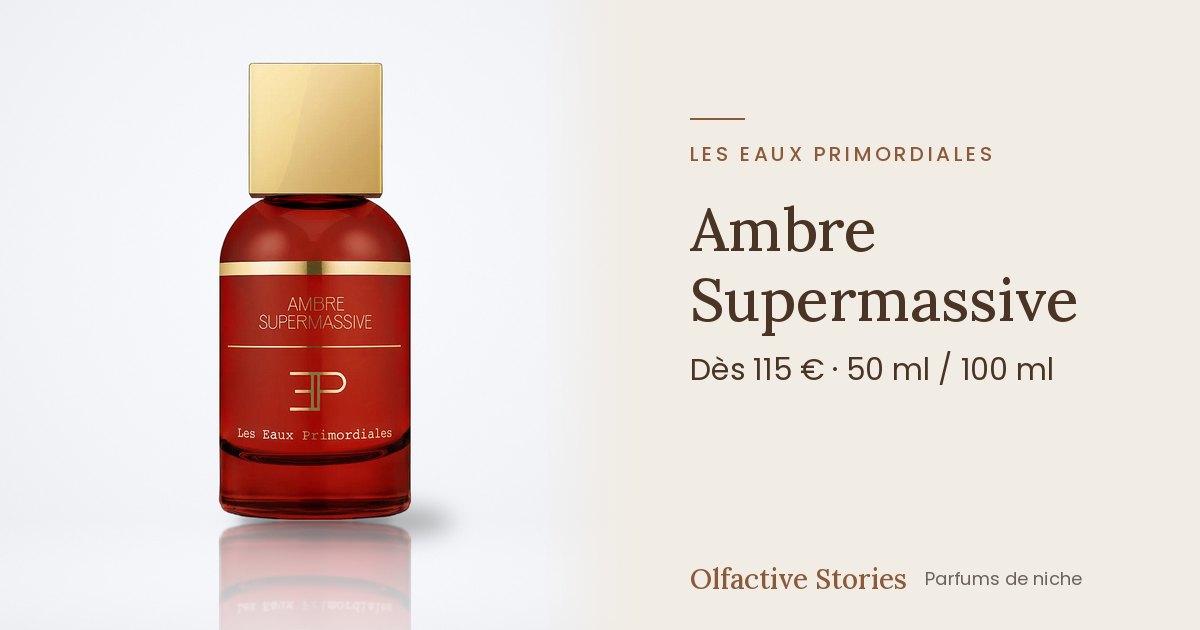 AMBRE
SUPERMASSIVE
EP
Les Eaux Primordiales
LES EAUX PRIMORDIALES
Ambre
Supermassive
Dès 115 € · 50 ml / 100 ml
Olfactive Stories Parfums de niche